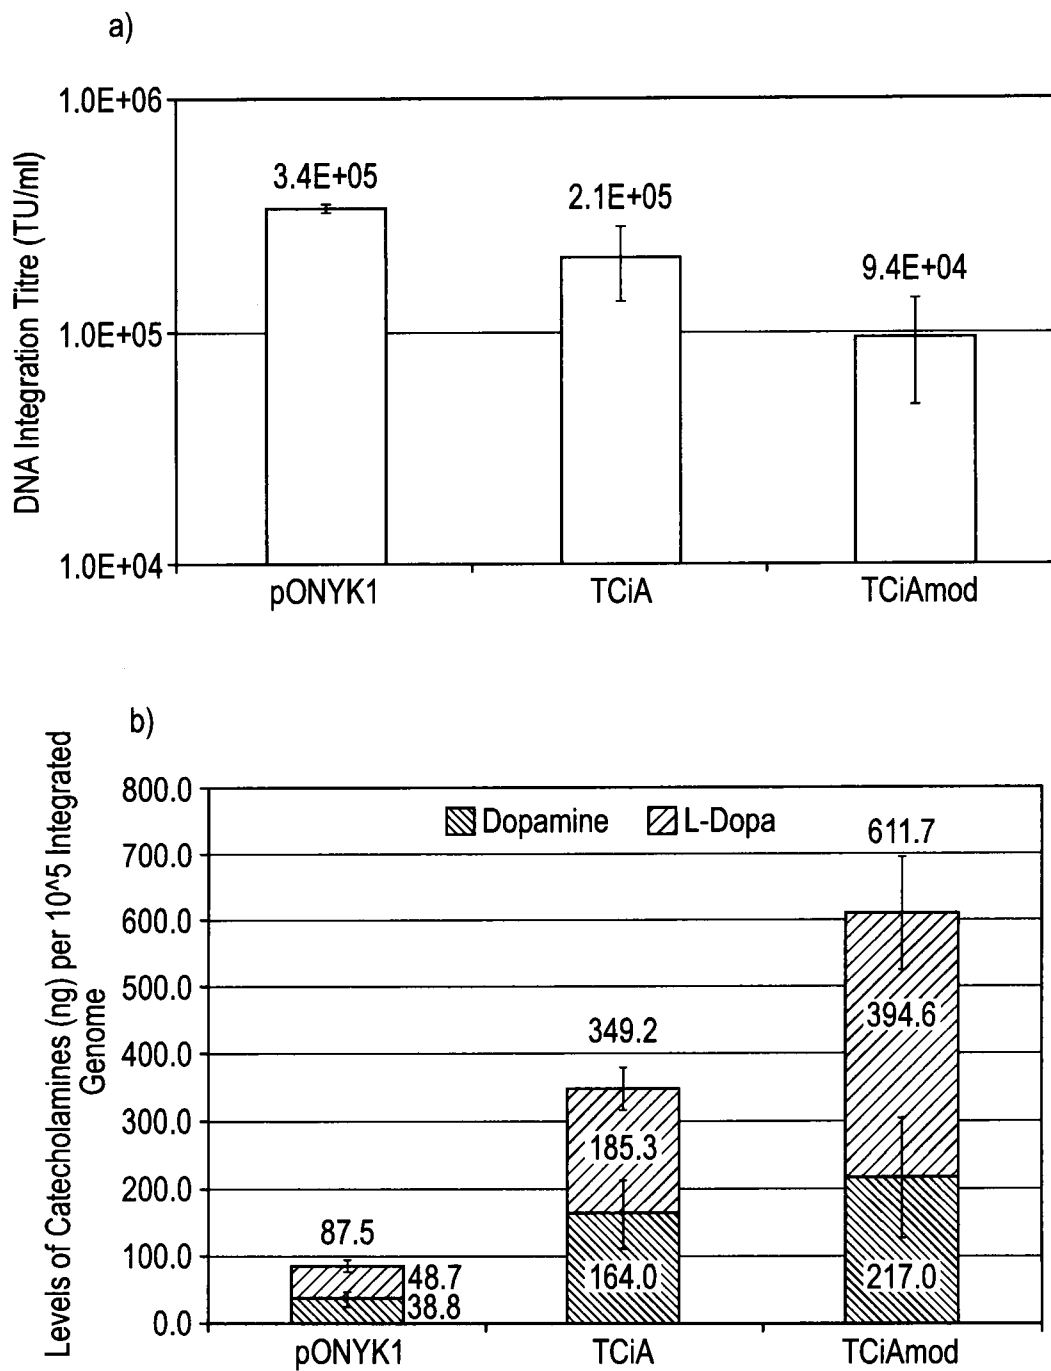 a)
DNA Integration Titre (TU/ml)
1.0E+06
1.0E+05
1.0E+04
3.4E+05
2.1E+05
9.4E+04
pONYK1 TCiA TCiAmod
b)
Levels of Catecholamines (ng) per 10^5 Integrated
Genome
800.0
700.0
600.0
500.0
400.0
300.0
200.0
100.0
0.0
Dopamine L-Dopa
87.5
48.7
38.8
349.2
185.3
164.0
611.7
394.6
217.0
pONYK1 TCiA TCiAmod